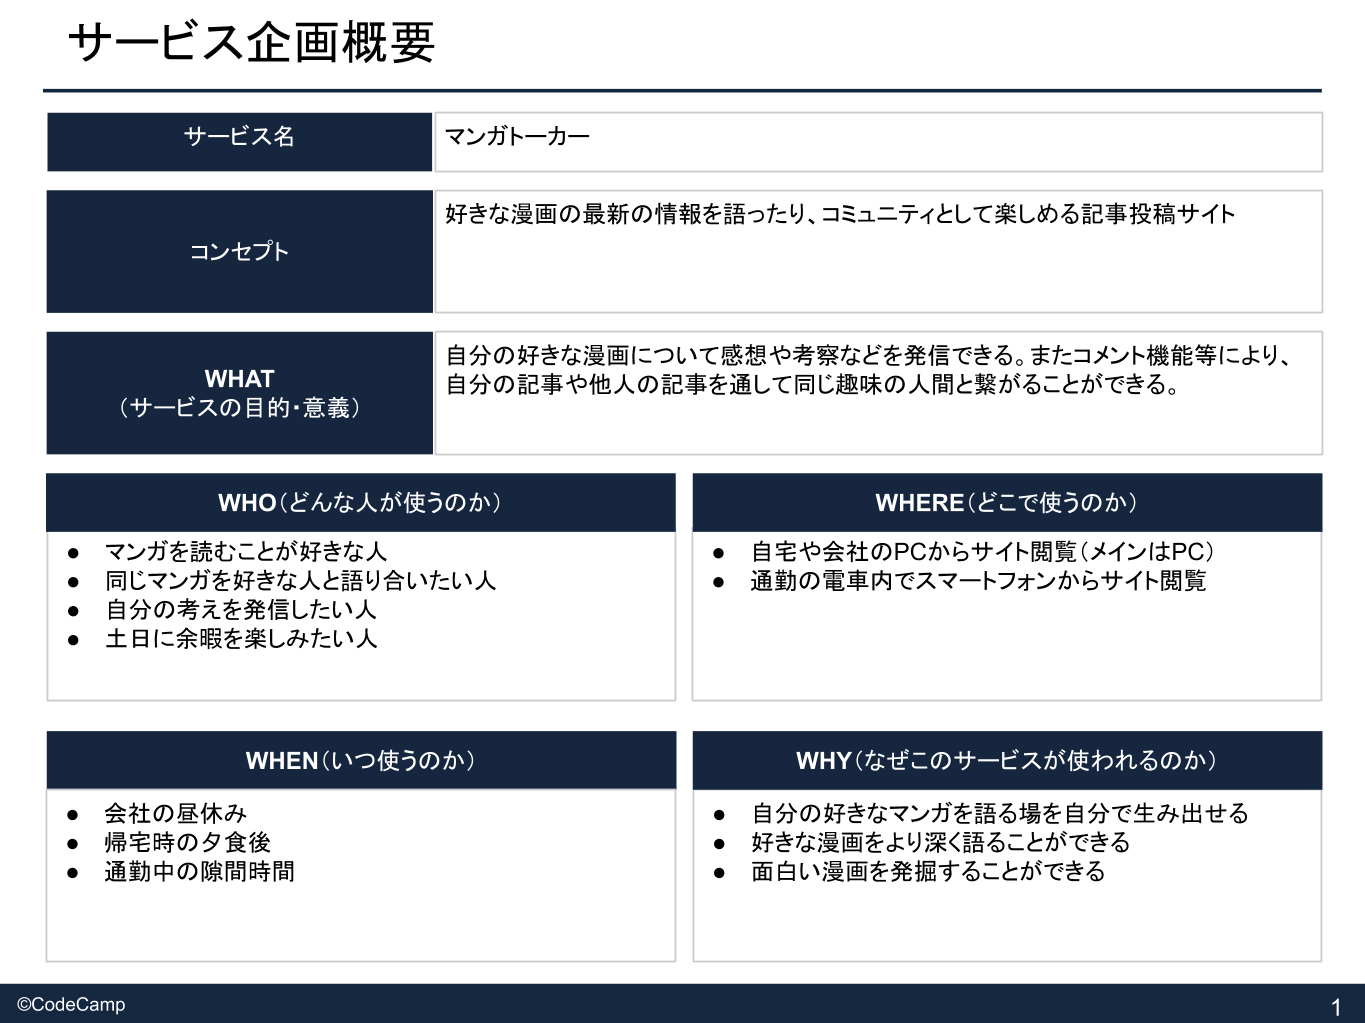 サービス企画概要
サービス名
マンガトーカー
コンセプト
好きな漫画の最新の情報を語ったり、コミュニティとして楽しめる記事投稿サイト
WHAT
（サービスの目的・意義）
自分の好きな漫画について感想や考察などを発信できる。またコメント機能等により、
自分の記事や他人の記事を通して同じ趣味の人間と繋がることができる。
WHO（どんな人が使うのか）
● マンガを読むことが好きな人
● 同じマンガを好きな人と語り合いたい人
● 自分の考えを発信したい人
● 土日に余暇を楽しみたい人
WHERE（どこで使うのか）
● 自宅や会社のPCからサイト閲覧（メインはPC）
● 通勤の電車内でスマートフォンからサイト閲覧
WHEN（いつ使うのか）
● 会社の昼休み
● 帰宅時の夕食後
● 通勤中の隙間時間
WHY（なぜこのサービスが使われるのか）
● 自分の好きなマンガを語る場を自分で生み出せる
● 好きな漫画をより深く語ることができる
● 面白い漫画を発掘することができる
©CodeCamp
1